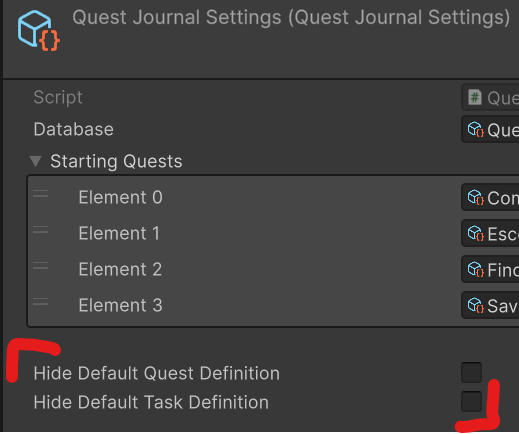 Quest Journal Settings (Quest Journal Settings)
Script
#
Que
Database
Que
Starting Quests
Element 0
Con
Element 1
Esc
Element 2
Find
Element 3
Sav
Hide Default Quest Definition
Hide Default Task Definition